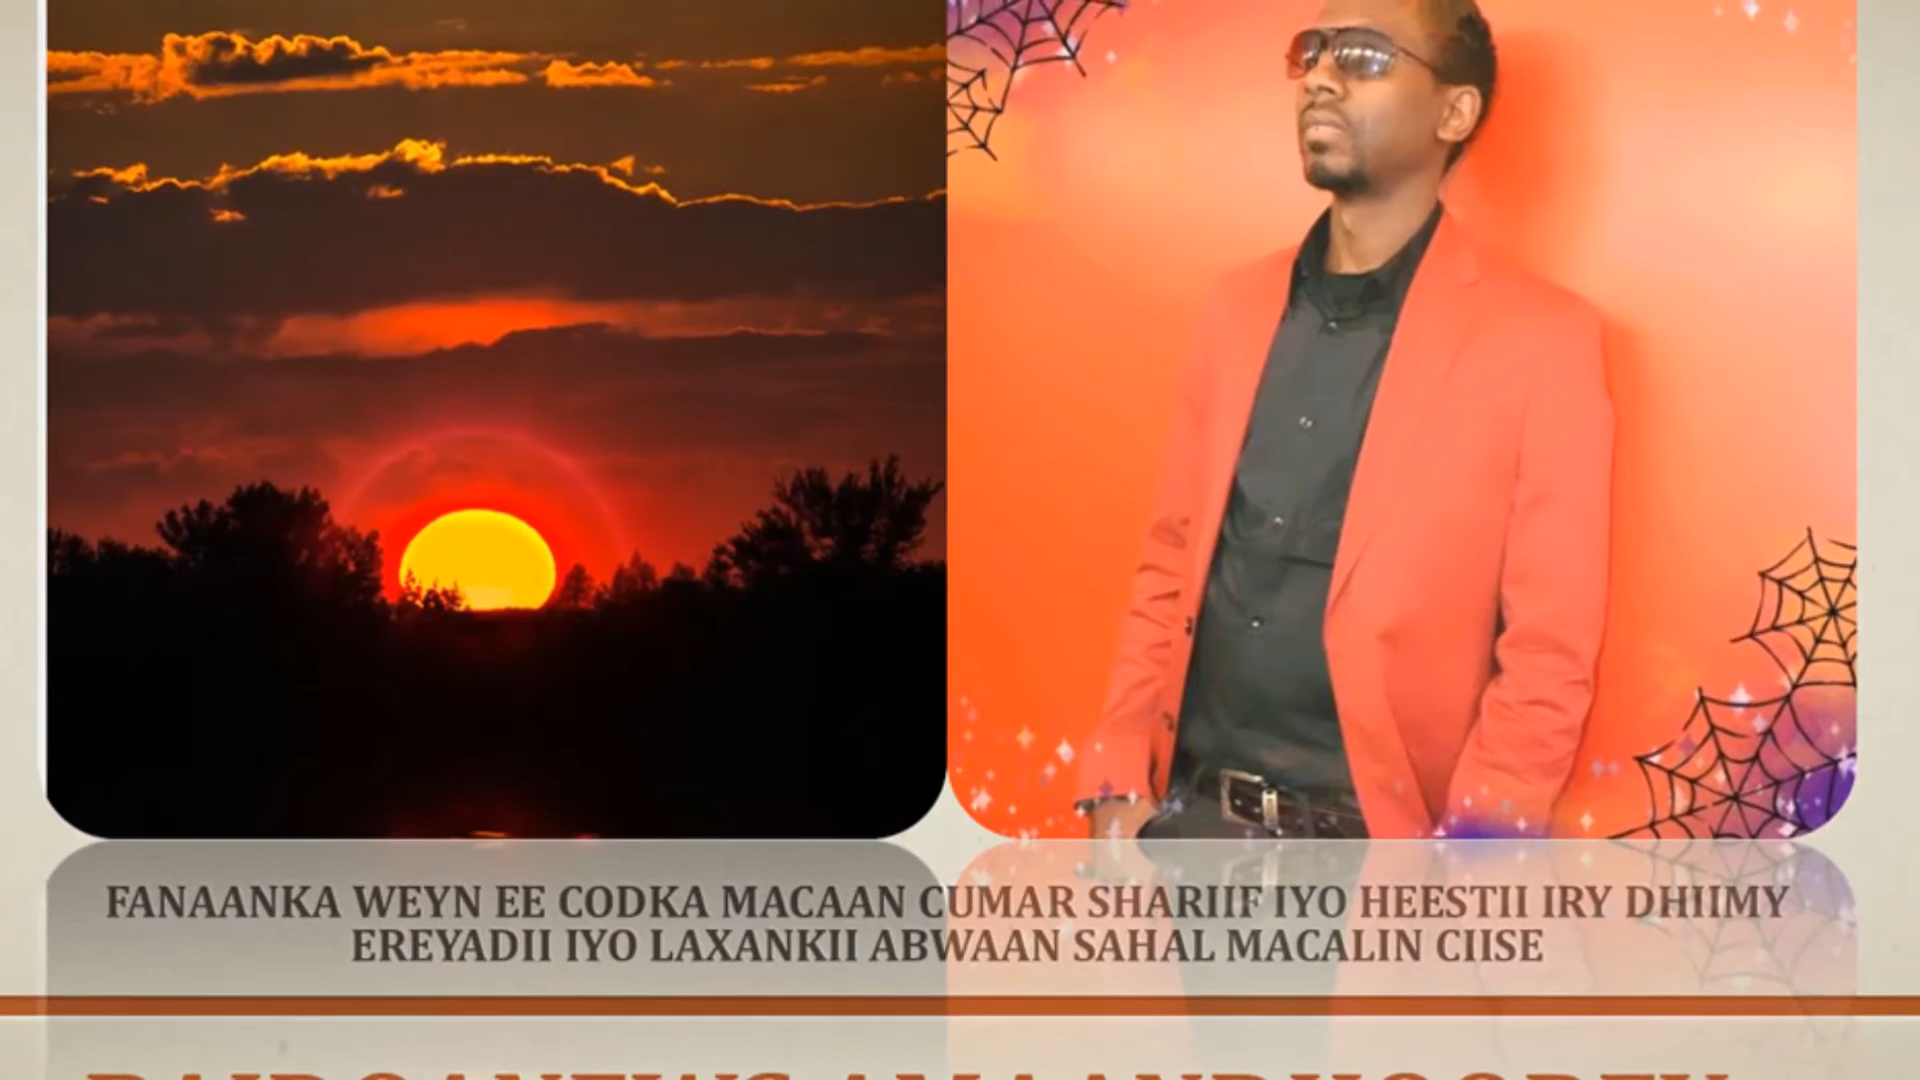 FANAANKA WEYN EE CODKA MACAAN CUMAR SHARIIF IYO HEESTII IRY DHIIMY
EREYADII IYO LAXANKII ABWAAN SAHAL MACALIN CIISE